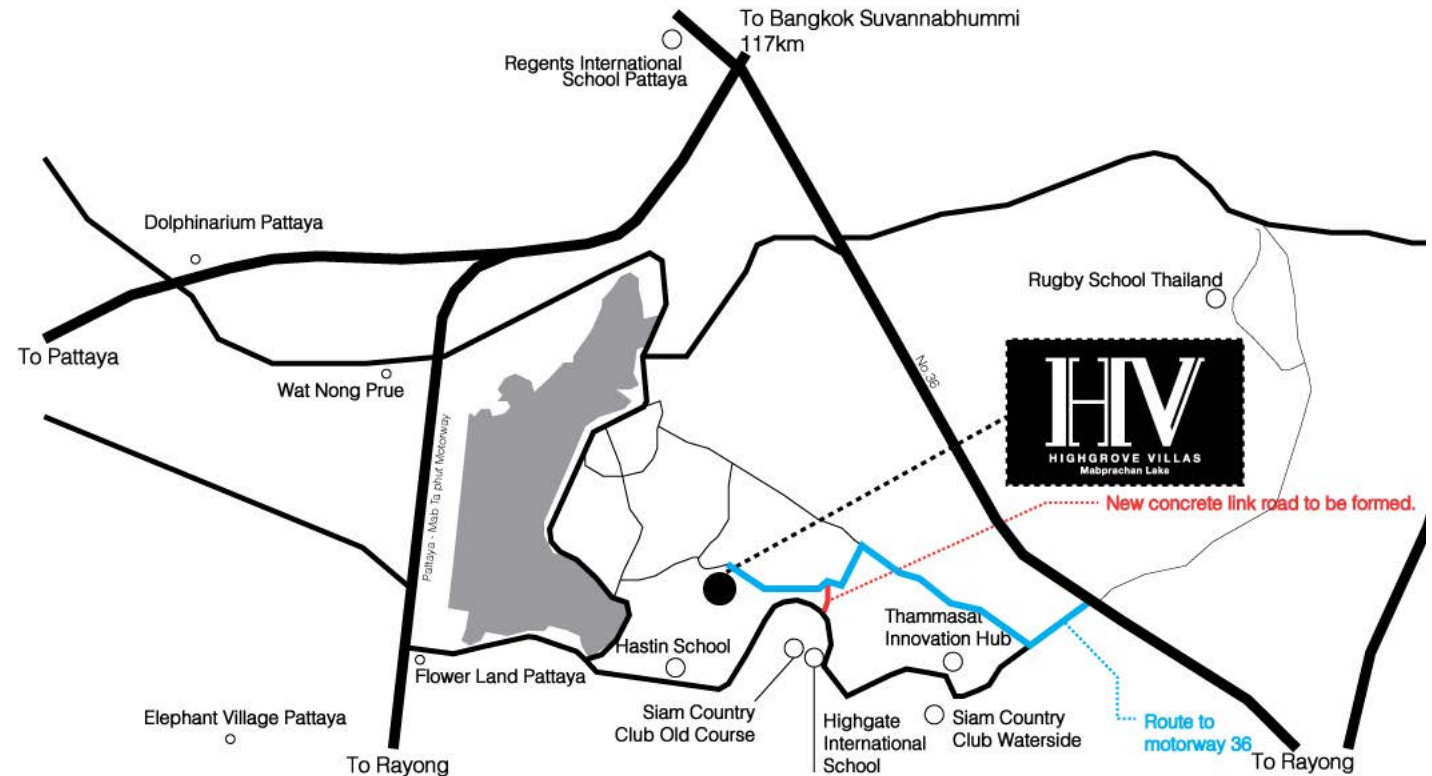 To Bangkok Suvannabhummi
117km
Regents International
School Pattaya
Dolphinarium Pattaya
Rugby School Thailand
To Pattaya
Wat Nong Prue
No.36
HV
HIGHGROVE VILLAS
Mabprachan Lake
Pattaya - Mab Ta phut Motorway
New concrete link road to be formed.
Thammasat
Innovation Hub
Hastin School
Flower Land Pattaya
Siam Country
Club Old Course
Highgate
International
School
Siam Country
Club Waterside
Route to
motorway 36
Elephant Village Pattaya
To Rayong
To Rayong